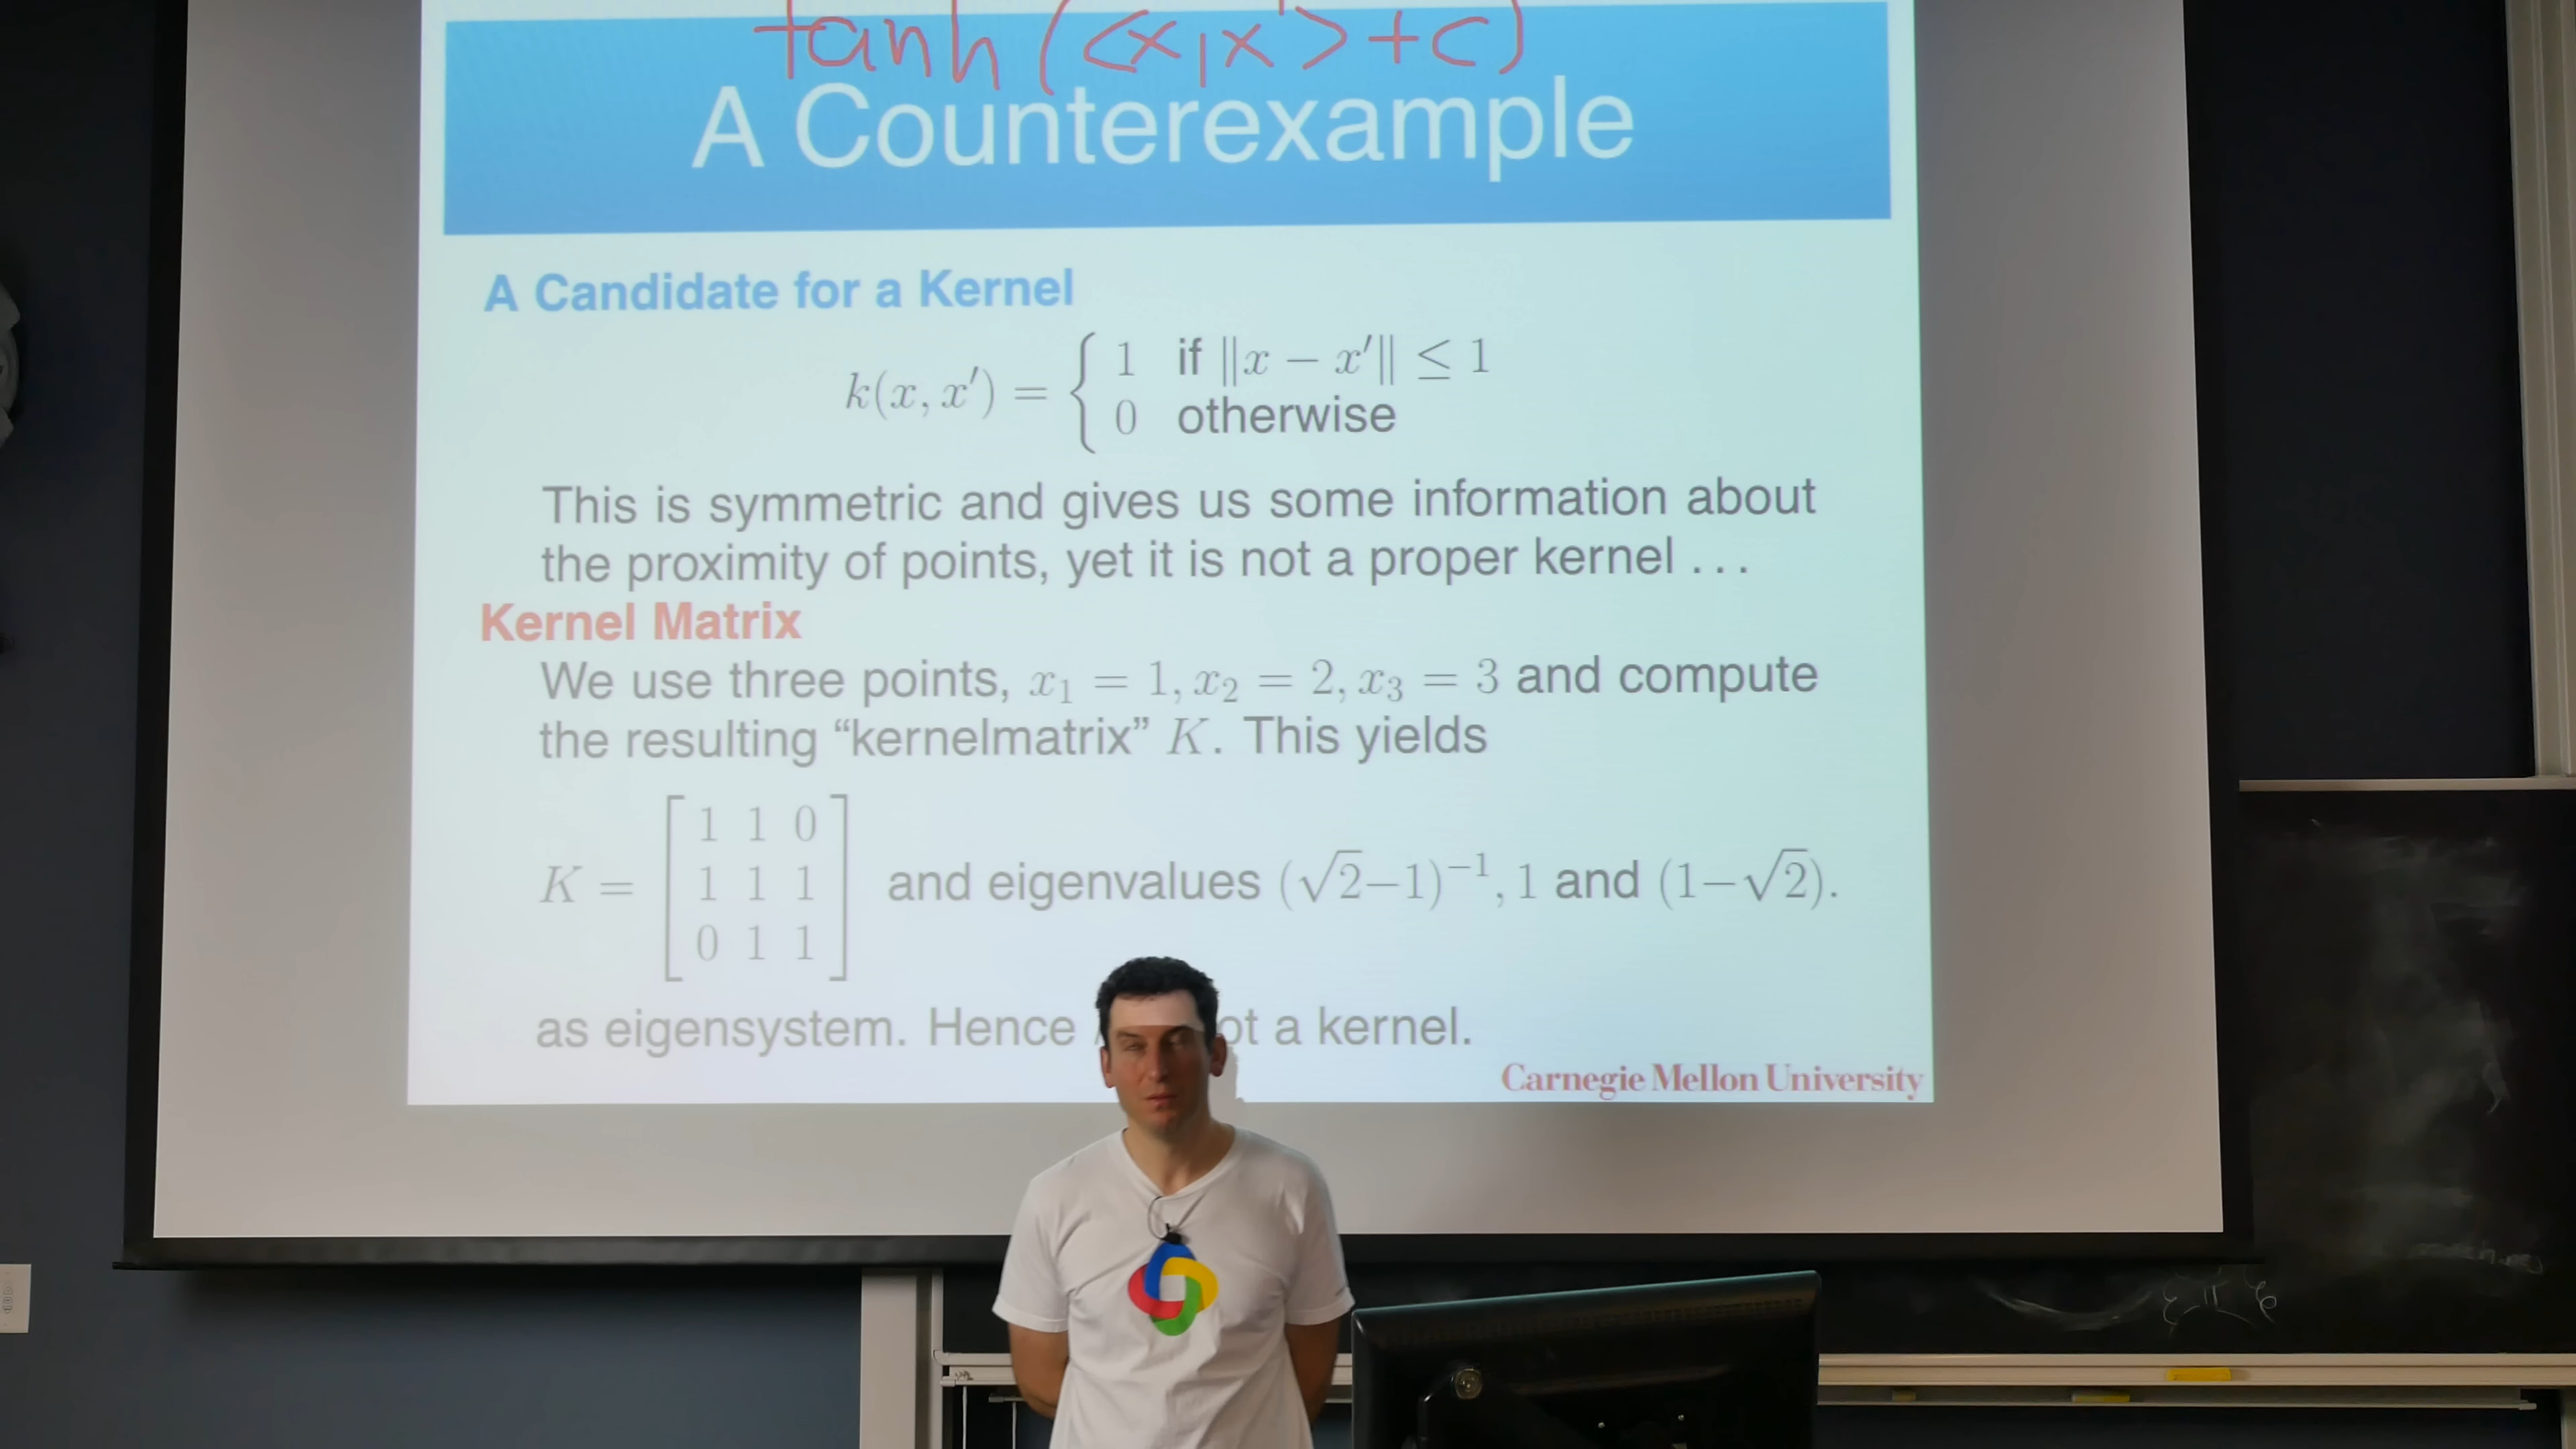 tanh (<x,x'>+c)
A Counterexample
A Candidate for a Kernel
k(x, x′) = { 1 if ‖x − x′‖ ≤ 1
0 otherwise
This is symmetric and gives us some information about
the proximity of points, yet it is not a proper kernel . . .
Kernel Matrix
We use three points, x₁ = 1, x₂ = 2, x₃ = 3 and compute
the resulting “kernelmatrix” K. This yields
1 1 0
K = [ 1 1 1 ] and eigenvalues (√2−1)⁻¹, 1 and (1−√2).
0 1 1
as eigensystem. Hence a kernel.
Carnegie Mellon University